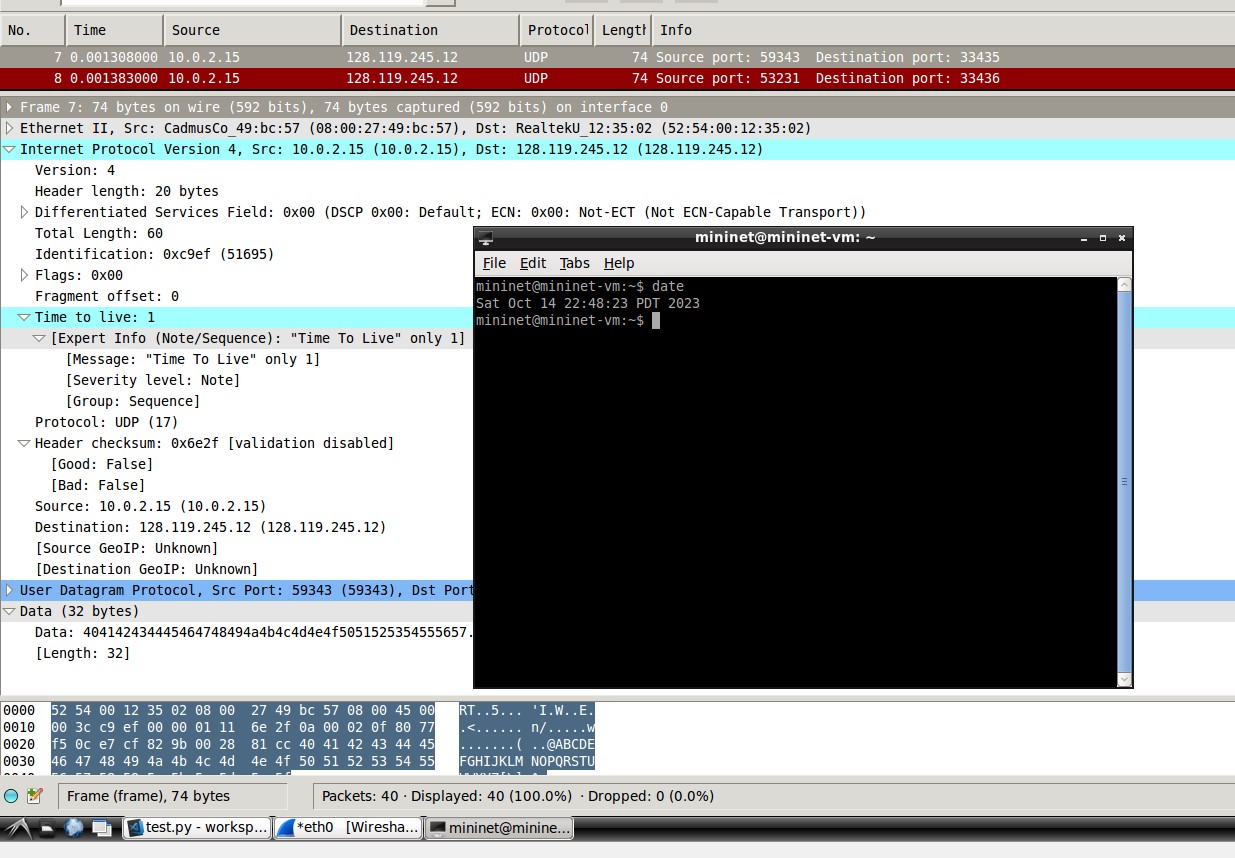 No. Time Source Destination Protocol Length Info
7 0.001308000 10.0.2.15 128.119.245.12 UDP 74 Source port: 59343 Destination port: 33435
8 0.001383000 10.0.2.15 128.119.245.12 UDP 74 Source port: 53231 Destination port: 33436
Frame 7: 74 bytes on wire (592 bits), 74 bytes captured (592 bits) on interface 0
Ethernet II, Src: CadmusCo_49:bc:57 (08:00:27:49:bc:57), Dst: RealtekU_12:35:02 (52:54:00:12:35:02)
Internet Protocol Version 4, Src: 10.0.2.15 (10.0.2.15), Dst: 128.119.245.12 (128.119.245.12)
Version: 4
Header length: 20 bytes
Differentiated Services Field: 0x00 (DSCP 0x00: Default; ECN: 0x00: Not-ECT (Not ECN-Capable Transport))
Total Length: 60
Identification: 0xc9ef (51695)
Flags: 0x00
Fragment offset: 0
Time to live: 1
[Expert Info (Note/Sequence): "Time To Live" only 1]
[Message: "Time To Live" only 1]
[Severity level: Note]
[Group: Sequence]
Protocol: UDP (17)
Header checksum: 0x6e2f [validation disabled]
[Good: False]
[Bad: False]
Source: 10.0.2.15 (10.0.2.15)
Destination: 128.119.245.12 (128.119.245.12)
[Source GeoIP: Unknown]
[Destination GeoIP: Unknown]
User Datagram Protocol, Src Port: 59343 (59343), Dst Port
Data (32 bytes)
Data: 404142434445464748494a4b4c4d4e4f5051525354555657.
[Length: 32]
mininet@mininet-vm: ~
File Edit Tabs Help
mininet@mininet-vm:~$ date
Sat Oct 14 22:48:23 PDT 2023
mininet@mininet-vm:~$
0000 52 54 00 12 35 02 08 00 27 49 bc 57 08 00 45 00 RT..5... 'I.W..E.
0010 00 3c c9 ef 00 00 01 11 6e 2f 0a 00 02 0f 80 77 .<...... n/.....w
0020 f5 0c e7 cf 82 9b 00 28 81 cc 40 41 42 43 44 45 .......( ..@ABCDE
0030 46 47 48 49 4a 4b 4c 4d 4e 4f 50 51 52 53 54 55 FGHIJKLM NOPQRSTU
Frame (frame), 74 bytes Packets: 40 · Displayed: 40 (100.0%) · Dropped: 0 (0.0%)
test.py - worksp... *eth0 [Wiresha... mininet@minine...